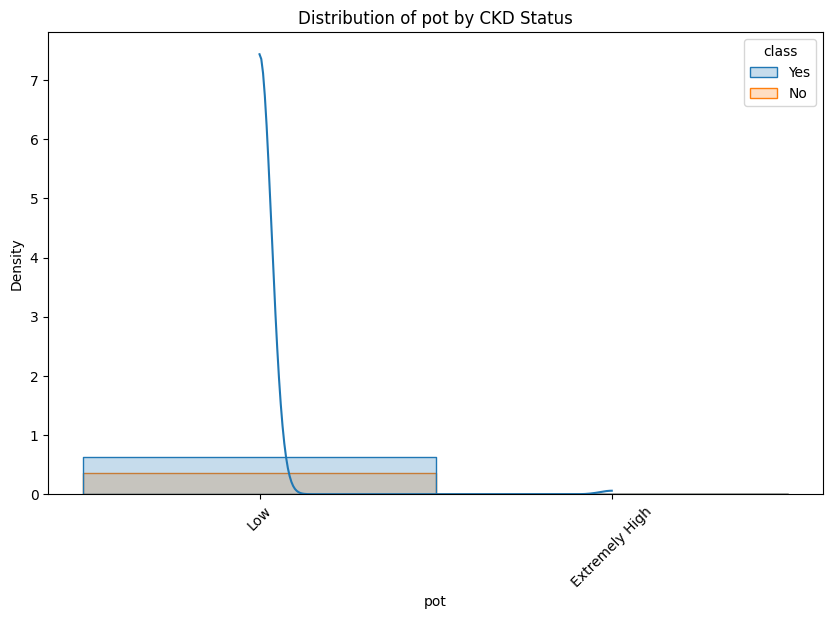 Distribution of pot by CKD Status
class
Yes
No
Density
7
6
5
4
3
2
1
0
Low
Extremely High
pot